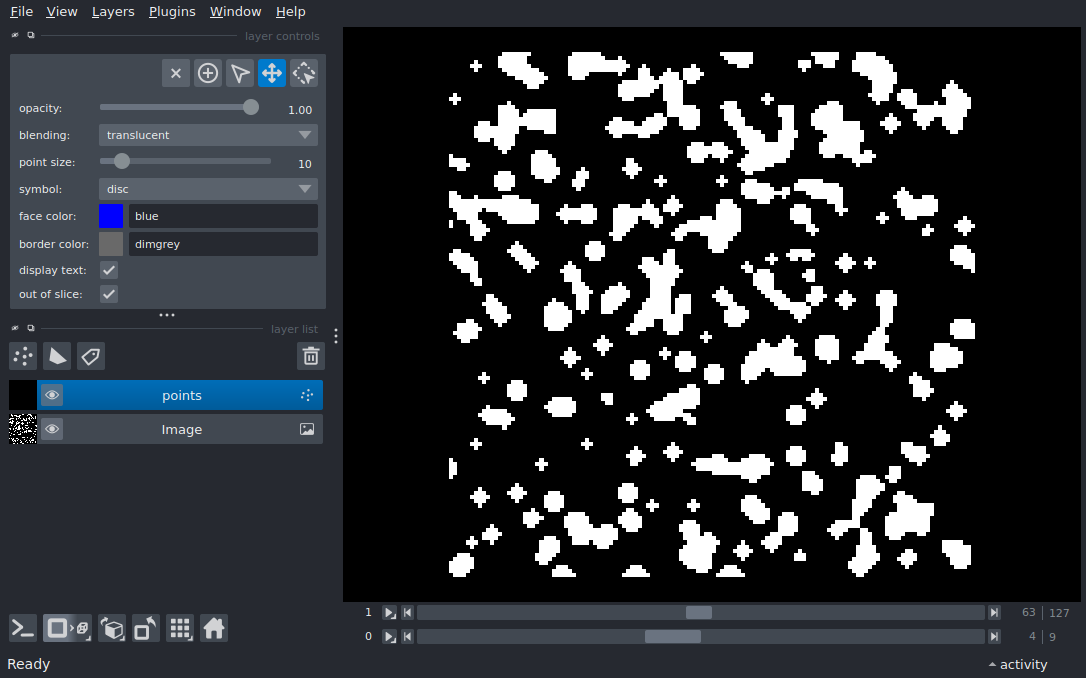 File View Layers Plugins Window Help
layer controls
opacity: 1.00
blending: translucent
point size: 10
symbol: disc
face color: blue
border color: dimgrey
display text:
out of slice:
layer list
points
Image
1 63 127
0 4 9
Ready activity